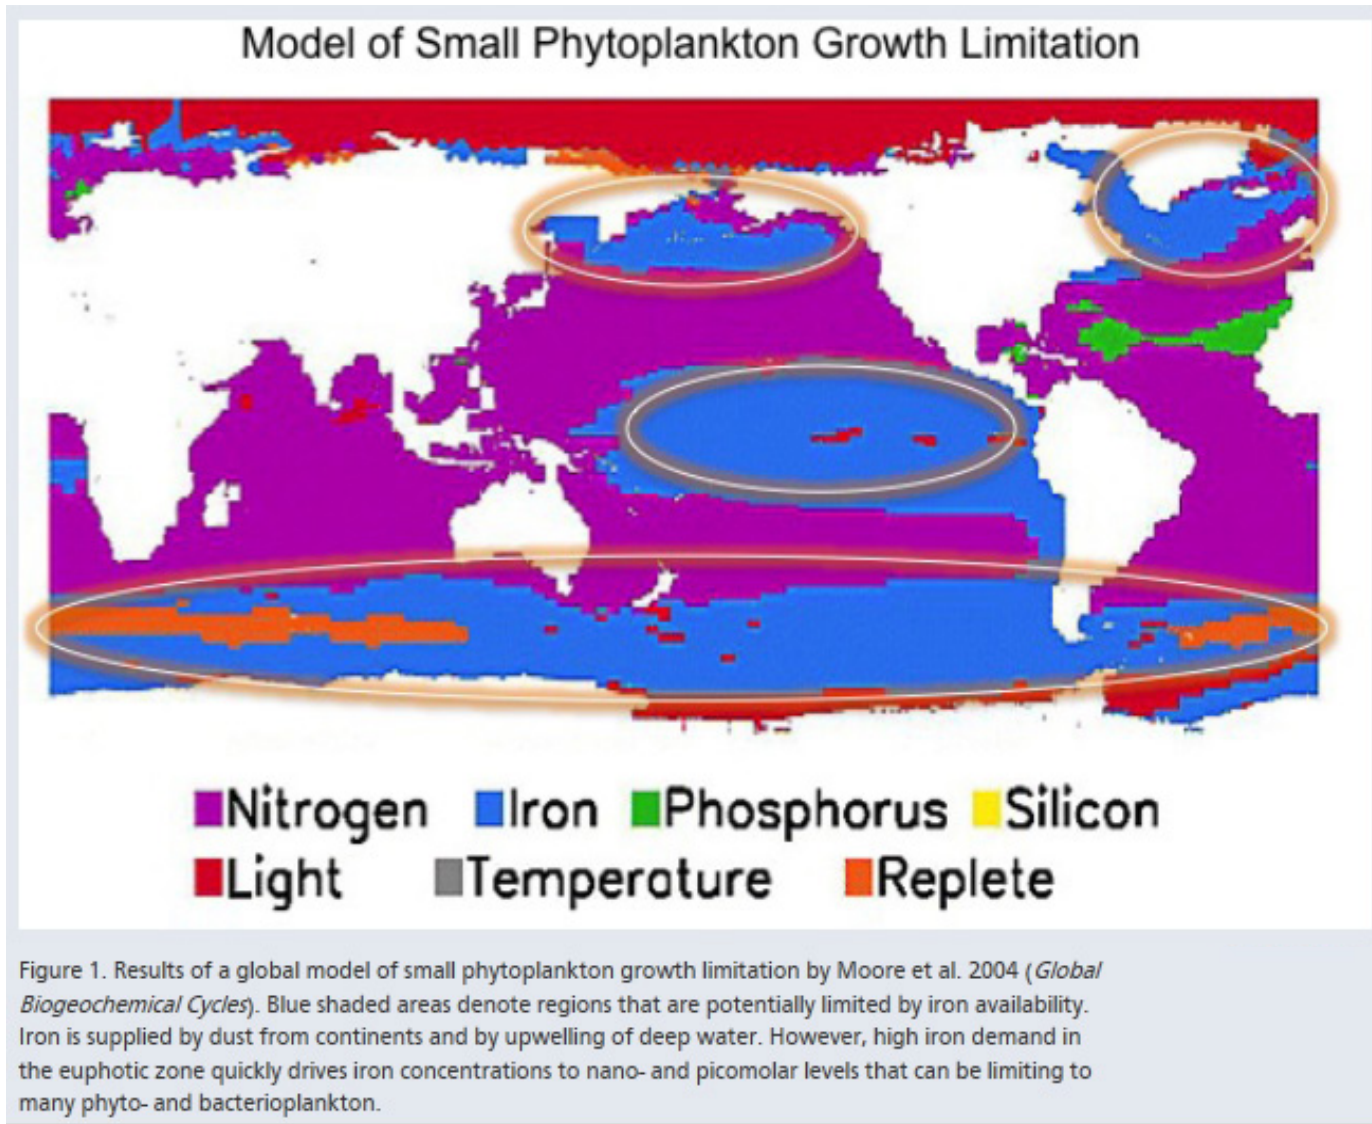 Model of Small Phytoplankton Growth Limitation
Nitrogen Iron Phosphorus Silicon
Light Temperature Replete
Figure 1. Results of a global model of small phytoplankton growth limitation by Moore et al. 2004 (Global
Biogeochemical Cycles). Blue shaded areas denote regions that are potentially limited by iron availability.
Iron is supplied by dust from continents and by upwelling of deep water. However, high iron demand in
the euphotic zone quickly drives iron concentrations to nano- and picomolar levels that can be limiting to
many phyto- and bacterioplankton.